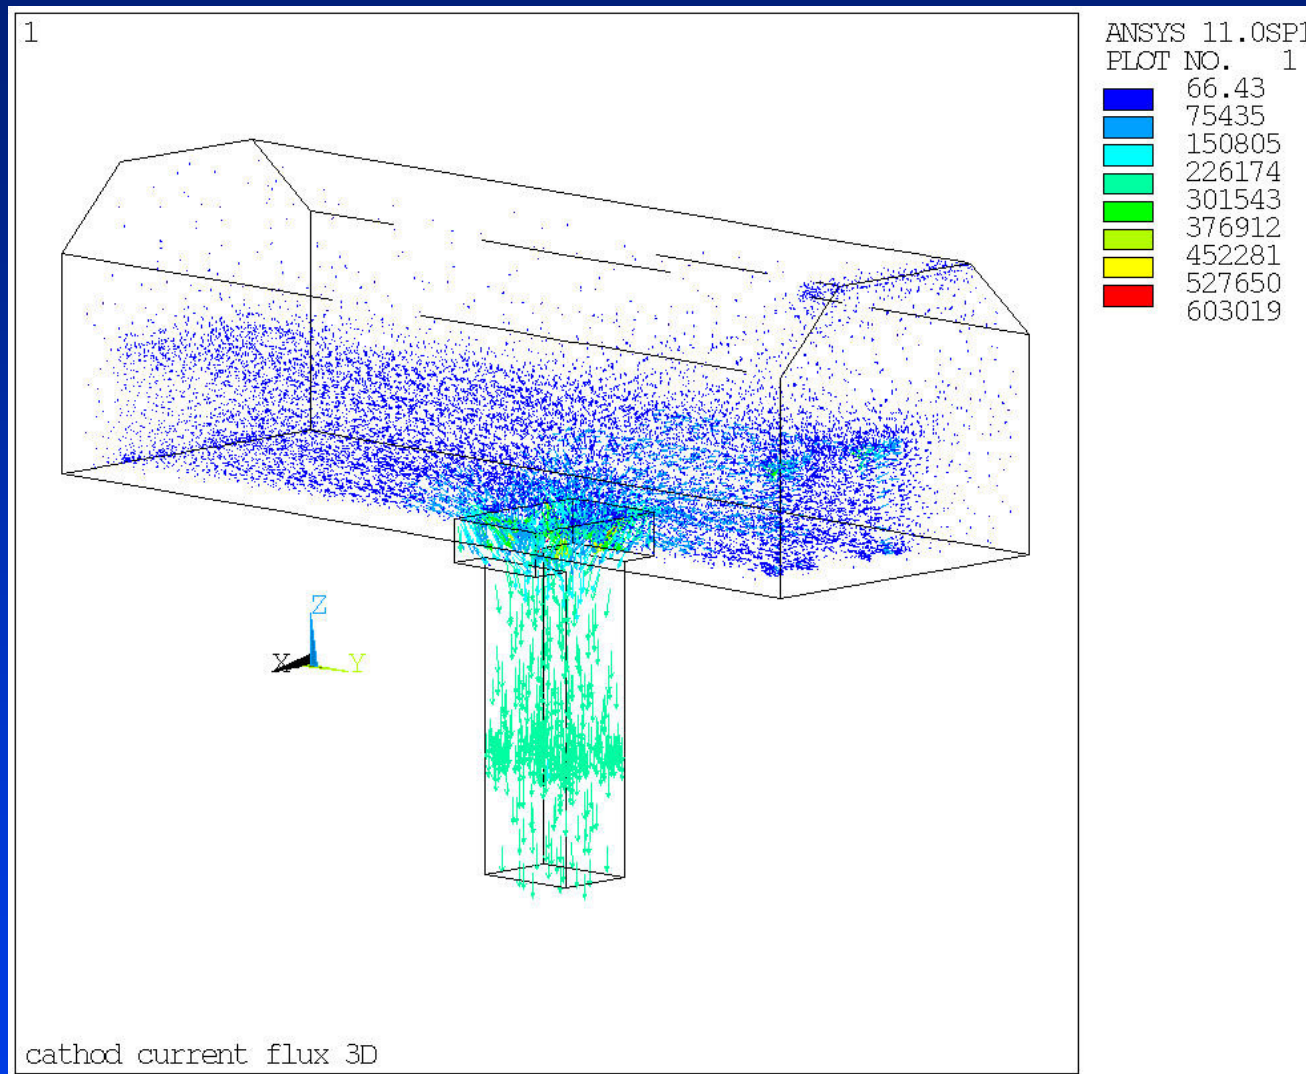 1
ANSYS 11.0SP1
PLOT NO. 1
66.43
75435
150805
226174
301543
376912
452281
527650
603019
Z
X
Y
cathod current flux 3D